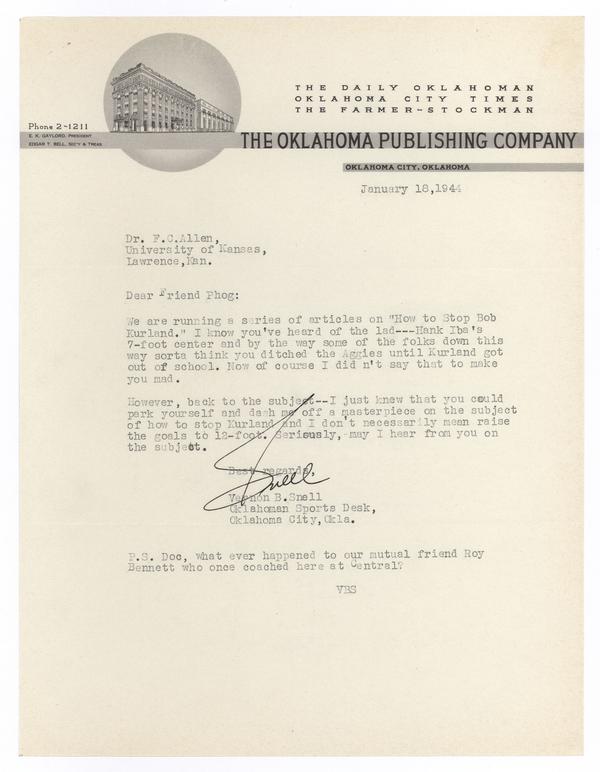 THE DAILY OKLAHOMAN
OKLAHOMA CITY TIMES
THE FARMER-STOCKMAN
Phone 2-1211
E. K. GAYLORD, PRESIDENT
EDGAR T. BELL, SEC'Y & TREAS.
THE OKLAHOMA PUBLISHING COMPANY
OKLAHOMA CITY, OKLAHOMA
January 18,1944
Dr. F.C.Allen,
University of Kansas,
Lawrence,Kan.
Dear Friend Phog:
We are running a series of articles on "How to Stop Bob
Kurland." I know you've heard of the lad---Hank Iba's
7-foot center and by the way some of the folks down this
way sorta think you ditched the Aggies until Kurland got
out of school. Now of course I did n't say that to make
you mad.
However, back to the subject--I just knew that you could
park yourself and dash me off a masterpiece on the subject
of how to stop Kurland and I don't necessarily mean raise
the goals to 12-foot. Seriously,-may I hear from you on
the subject.
Best regards,
Snell
Vernon B.Snell
Oklahoman Sports Desk,
Oklahoma City,Okla.
P.S. Doc, what ever happened to our mutual friend Roy
Bennett who once coached here at Central?
VBS